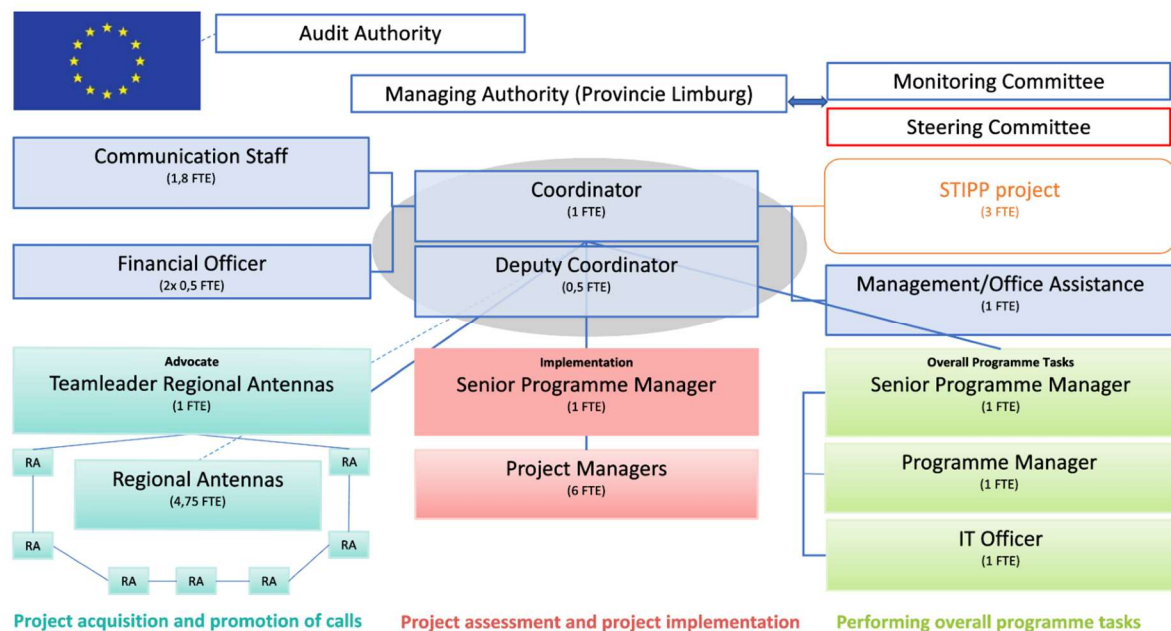 Audit Authority
Managing Authority (Provincie Limburg)
Monitoring Committee
Steering Committee
Communication Staff
(1,8 FTE)
Coordinator
(1 FTE)
STIPP project
(3 FTE)
Financial Officer
(2x 0,5 FTE)
Deputy Coordinator
(0,5 FTE)
Management/Office Assistance
(1 FTE)
Advocate
Teamleader Regional Antennas
(1 FTE)
Implementation
Senior Programme Manager
(1 FTE)
Overall Programme Tasks
Senior Programme Manager
(1 FTE)
RA
RA
Regional Antennas
(4,75 FTE)
Project Managers
(6 FTE)
Programme Manager
(1 FTE)
RA
RA
RA
RA
RA
IT Officer
(1 FTE)
Project acquisition and promotion of calls
Project assessment and project implementation
Performing overall programme tasks